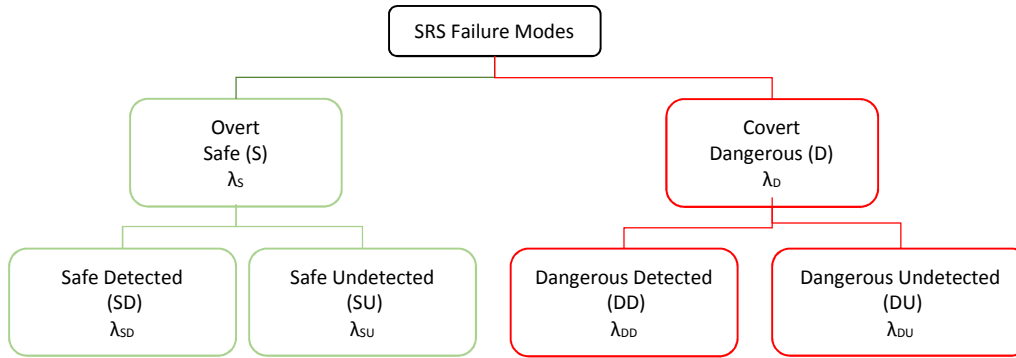 SRS Failure Modes
Overt
Safe (S)
λS
Covert
Dangerous (D)
λD
Safe Detected
(SD)
λSD
Safe Undetected
(SU)
λSU
Dangerous Detected
(DD)
λDD
Dangerous Undetected
(DU)
λDU